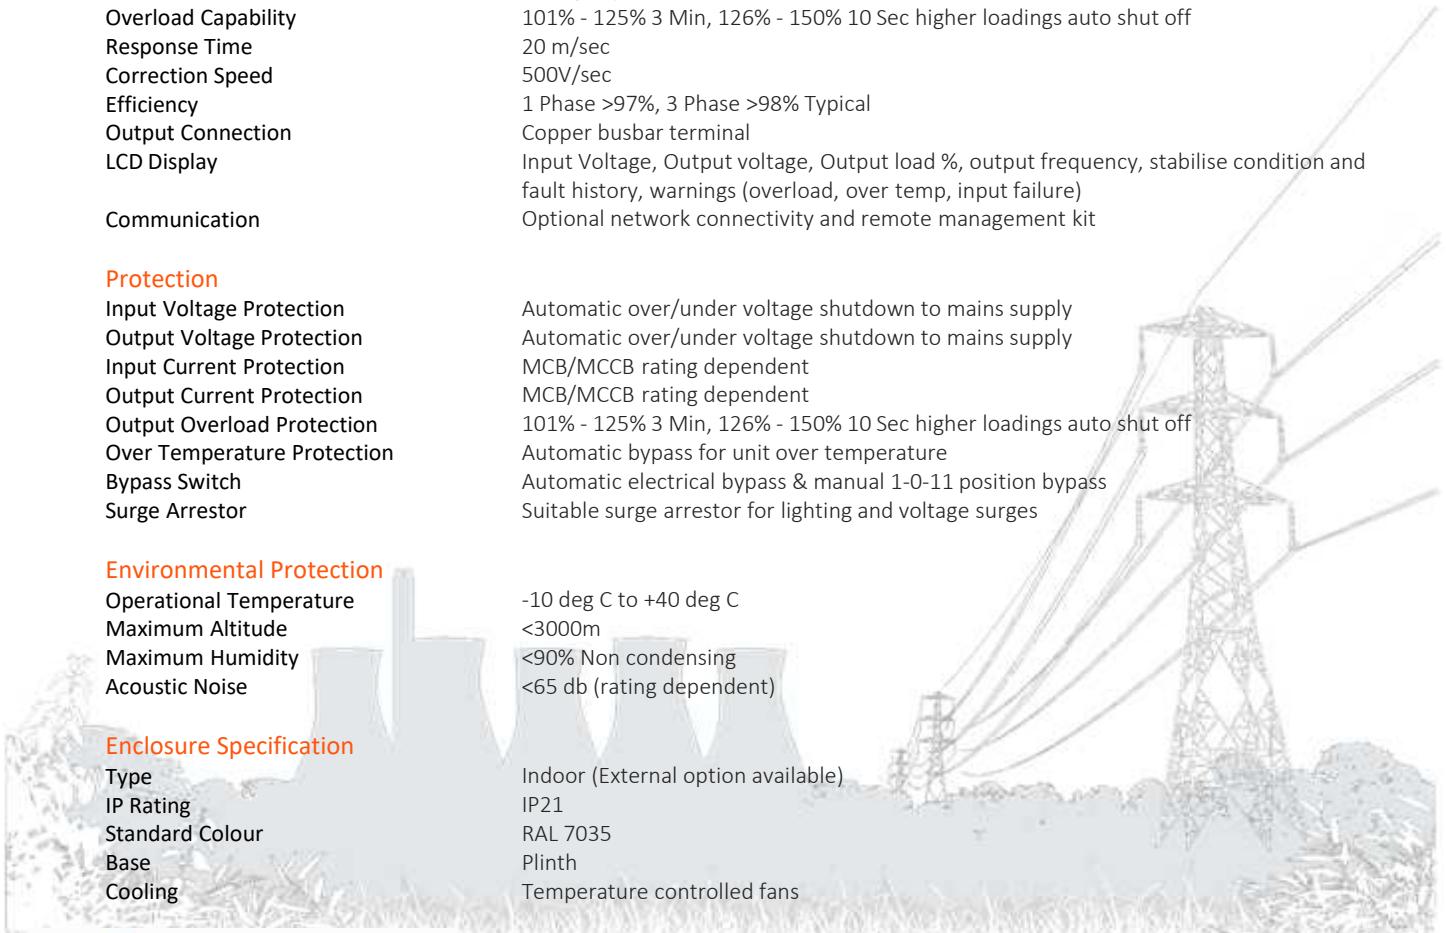 Overload Capability 101% - 125% 3 Min, 126% - 150% 10 Sec higher loadings auto shut off
Response Time 20 m/sec
Correction Speed 500V/sec
Efficiency 1 Phase >97%, 3 Phase >98% Typical
Output Connection Copper busbar terminal
LCD Display Input Voltage, Output voltage, Output load %, output frequency, stabilise condition and
fault history, warnings (overload, over temp, input failure)
Communication Optional network connectivity and remote management kit
Protection
Input Voltage Protection Automatic over/under voltage shutdown to mains supply
Output Voltage Protection Automatic over/under voltage shutdown to mains supply
Input Current Protection MCB/MCCB rating dependent
Output Current Protection MCB/MCCB rating dependent
Output Overload Protection 101% - 125% 3 Min, 126% - 150% 10 Sec higher loadings auto shut off
Over Temperature Protection Automatic bypass for unit over temperature
Bypass Switch Automatic electrical bypass & manual 1-0-11 position bypass
Surge Arrestor Suitable surge arrestor for lighting and voltage surges
Environmental Protection
Operational Temperature -10 deg C to +40 deg C
Maximum Altitude <3000m
Maximum Humidity <90% Non condensing
Acoustic Noise <65 db (rating dependent)
Enclosure Specification
Type Indoor (External option available)
IP Rating IP21
Standard Colour RAL 7035
Base Plinth
Cooling Temperature controlled fans